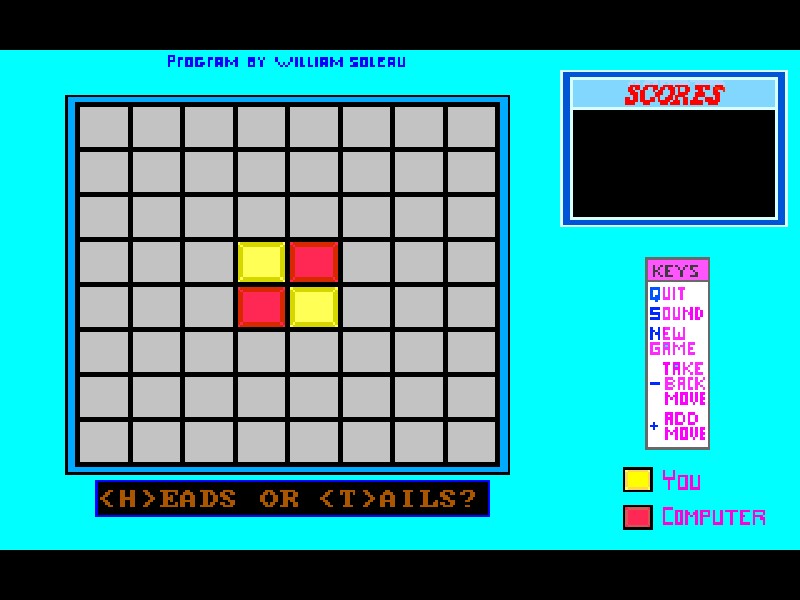 PROGRAM BY WILLIAM SOLEAU
SCORES
KEYS
QUIT
SOUND
NEW
GAME
TAKE
- BACK
MOVE
+ ADD
MOVE
YOU
COMPUTER
<H>EADS OR <T>AILS?